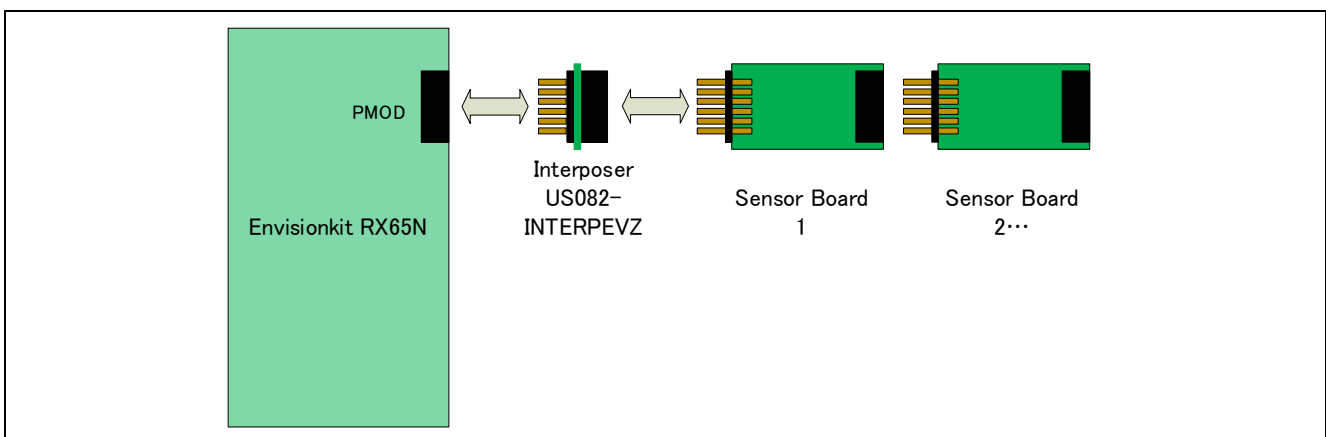 PMOD
Envisionkit RX65N
Interposer
US082-
INTERPEVZ
Sensor Board
1
Sensor Board
2⋯